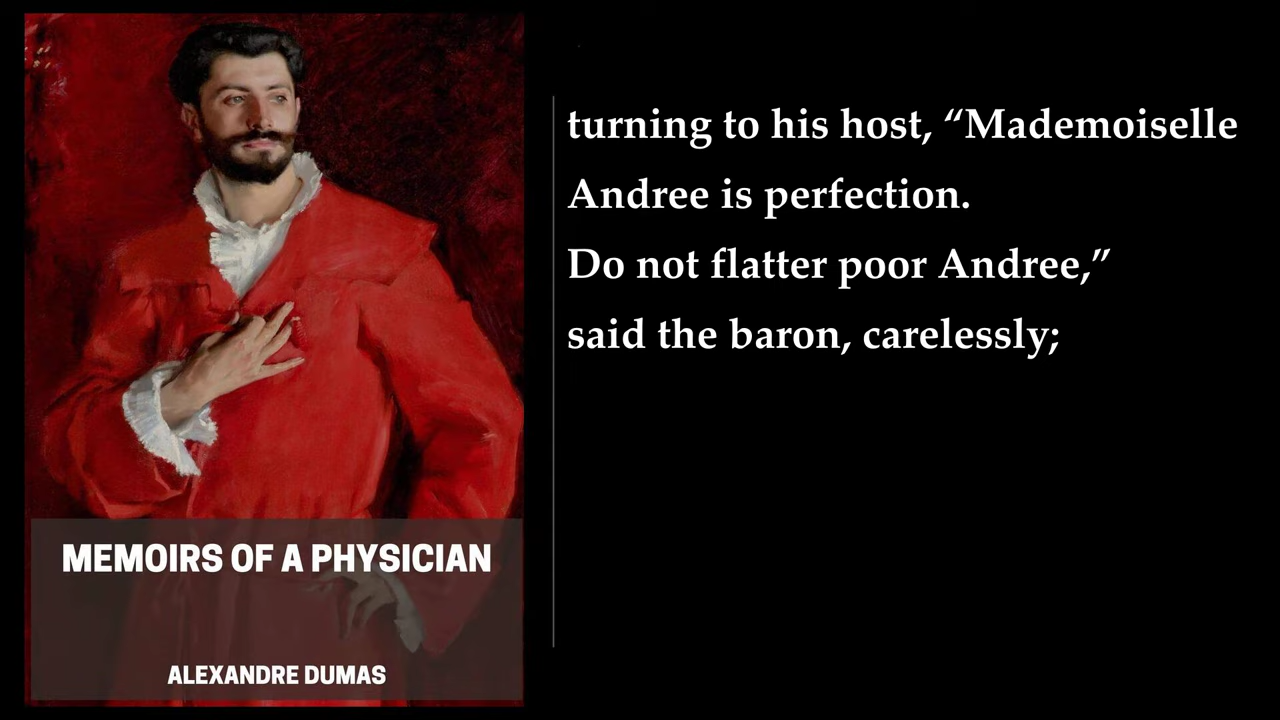 turning to his host, “Mademoiselle
Andree is perfection.
Do not flatter poor Andree,”
said the baron, carelessly;
MEMOIRS OF A PHYSICIAN
ALEXANDRE DUMAS